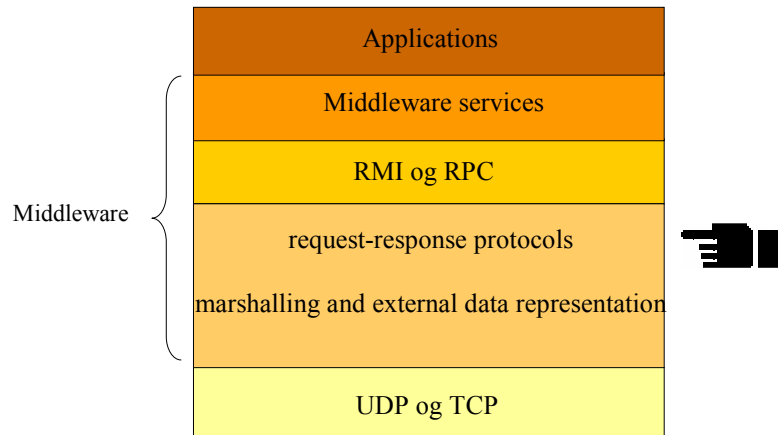 Applications
Middleware services
RMI og RPC
Middleware
request-response protocols
marshalling and external data representation
UDP og TCP